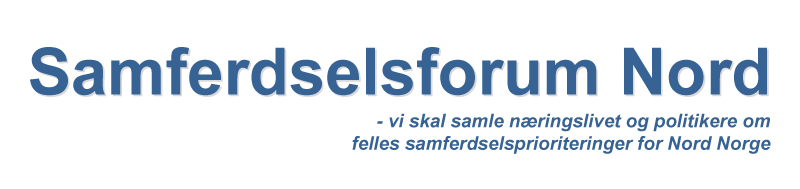 Samferdselsforum Nord
- vi skal samle næringslivet og politikere om
felles samferdselsprioriteringer for Nord Norge